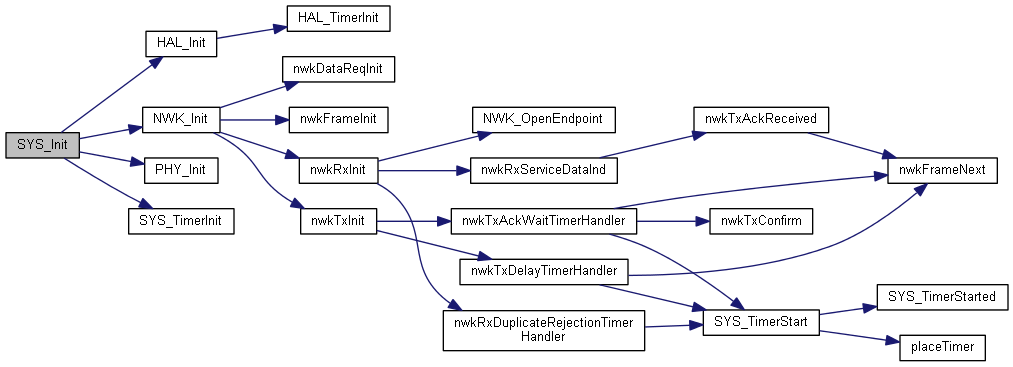 HAL_TimerInit
HAL_Init
nwkDataReqInit
NWK_Init
nwkFrameInit
NWK_OpenEndpoint
nwkTxAckReceived
SYS_Init
PHY_Init
nwkRxInit
nwkRxServiceDataInd
nwkFrameNext
SYS_TimerInit
nwkTxInit
nwkTxAckWaitTimerHandler
nwkTxConfirm
nwkTxDelayTimerHandler
SYS_TimerStarted
nwkRxDuplicateRejectionTimer
Handler
SYS_TimerStart
placeTimer